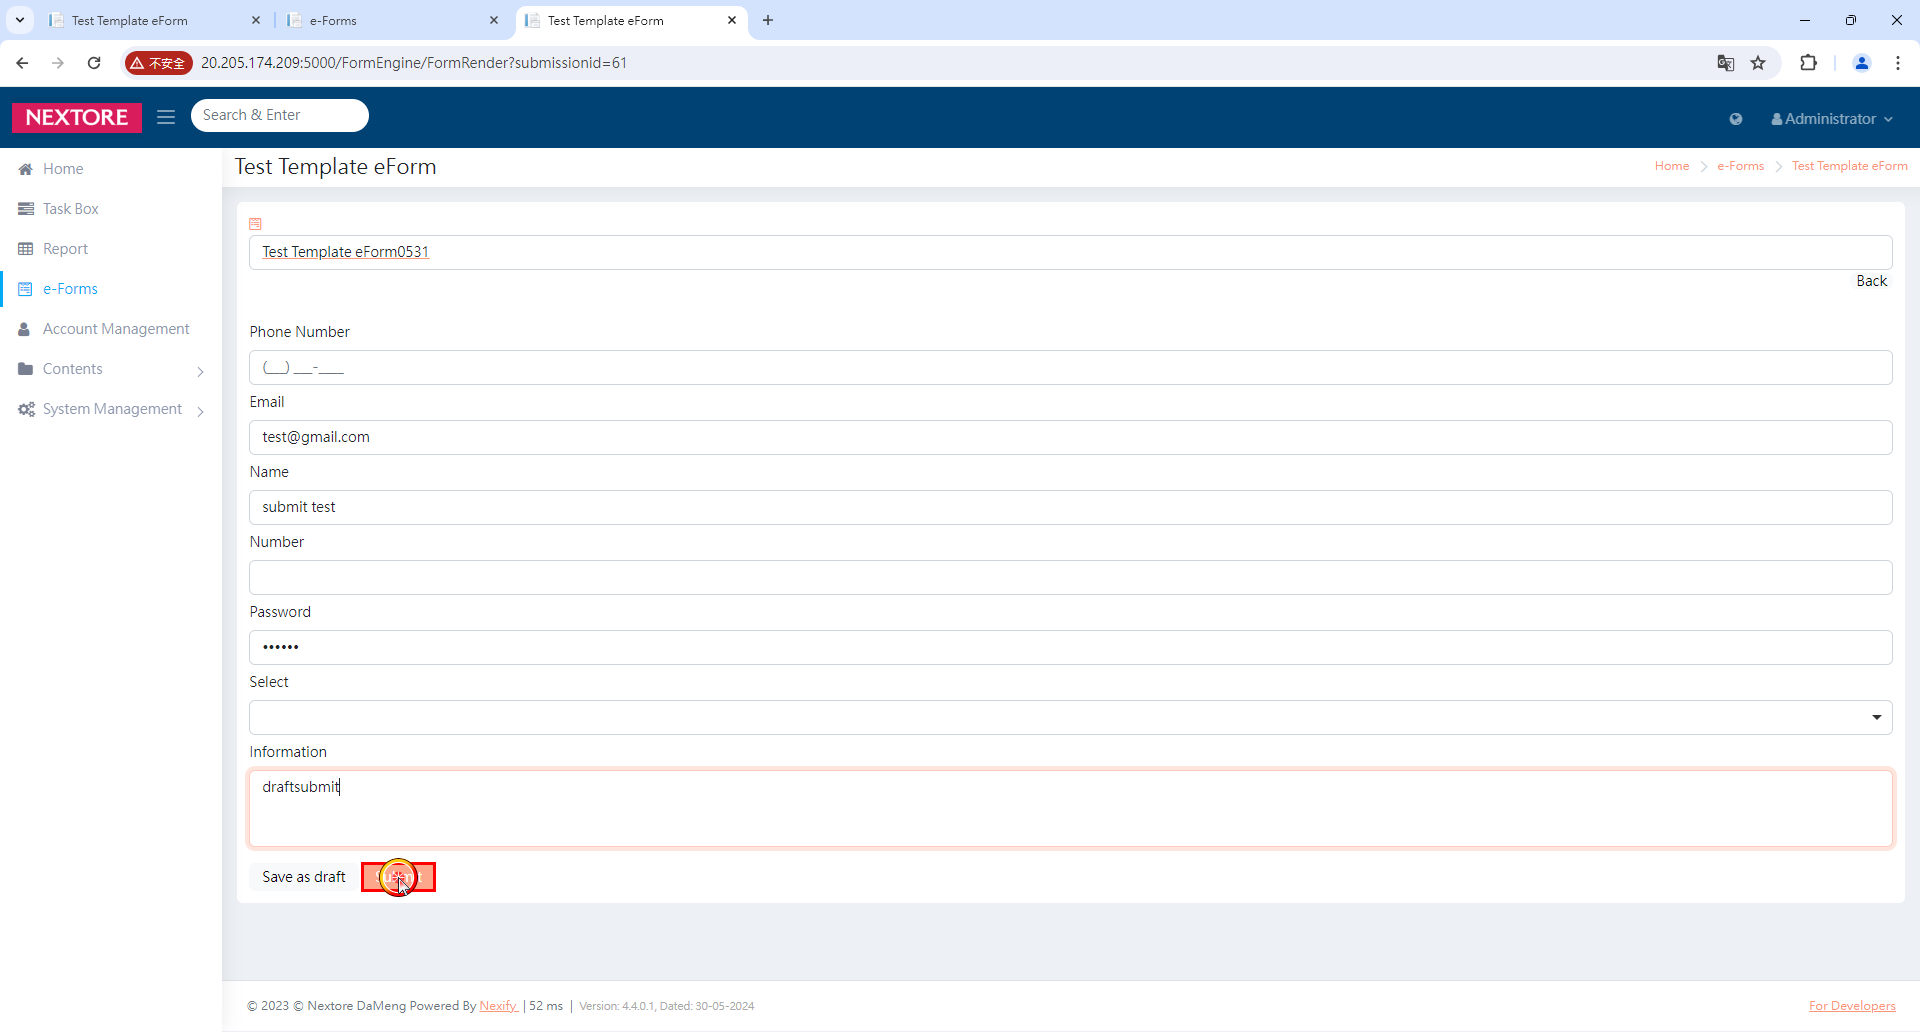 Test Template eForm
e-Forms
Test Template eForm
不安全
20.205.174.209:5000/FormEngine/FormRender?submissionid=61
NEXTORE
Search & Enter
Administrator
Home
Task Box
Report
e-Forms
Account Management
Contents
System Management
Test Template eForm
Home
e-Forms
Test Template eForm
Test Template eForm0531
Back
Phone Number
(___) ___-____
Email
test@gmail.com
Name
submit test
Number
Password
••••••
Select
Information
draftsubmit
Save as draft
© 2023 © Nextore DaMeng Powered By Nexify | 52 ms | Version: 4.4.0.1, Dated: 30-05-2024
For Developers